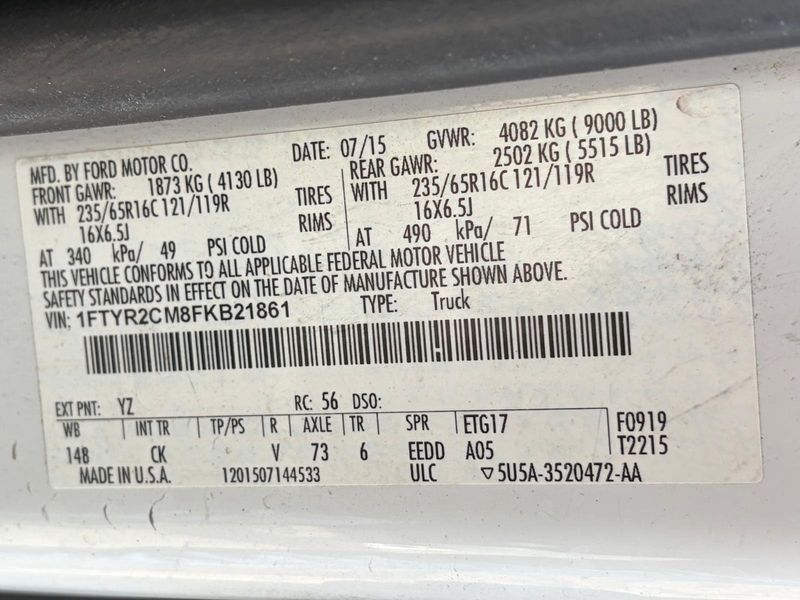 MFD. BY FORD MOTOR CO. DATE: 07/15 GVWR: 4082 KG ( 9000 LB)
FRONT GAWR: 1873 KG ( 4130 LB) REAR GAWR: 2502 KG ( 5515 LB)
WITH 235/65R16C 121/119R TIRES WITH 235/65R16C 121/119R TIRES
16X6.5J RIMS 16X6.5J RIMS
AT 340 kPa/ 49 PSI COLD AT 490 kPa/ 71 PSI COLD
THIS VEHICLE CONFORMS TO ALL APPLICABLE FEDERAL MOTOR VEHICLE
SAFETY STANDARDS IN EFFECT ON THE DATE OF MANUFACTURE SHOWN ABOVE.
VIN: 1FTYR2CM8FKB21861 TYPE: Truck
EXT PNT: YZ RC: 56 DSO:
WB INT TR TP/PS R AXLE TR SPR ETG17 F0919
148 CK V 73 6 EEDD A05 T2215
MADE IN U.S.A. 1201507144533 ULC ▽5U5A-3520472-AA